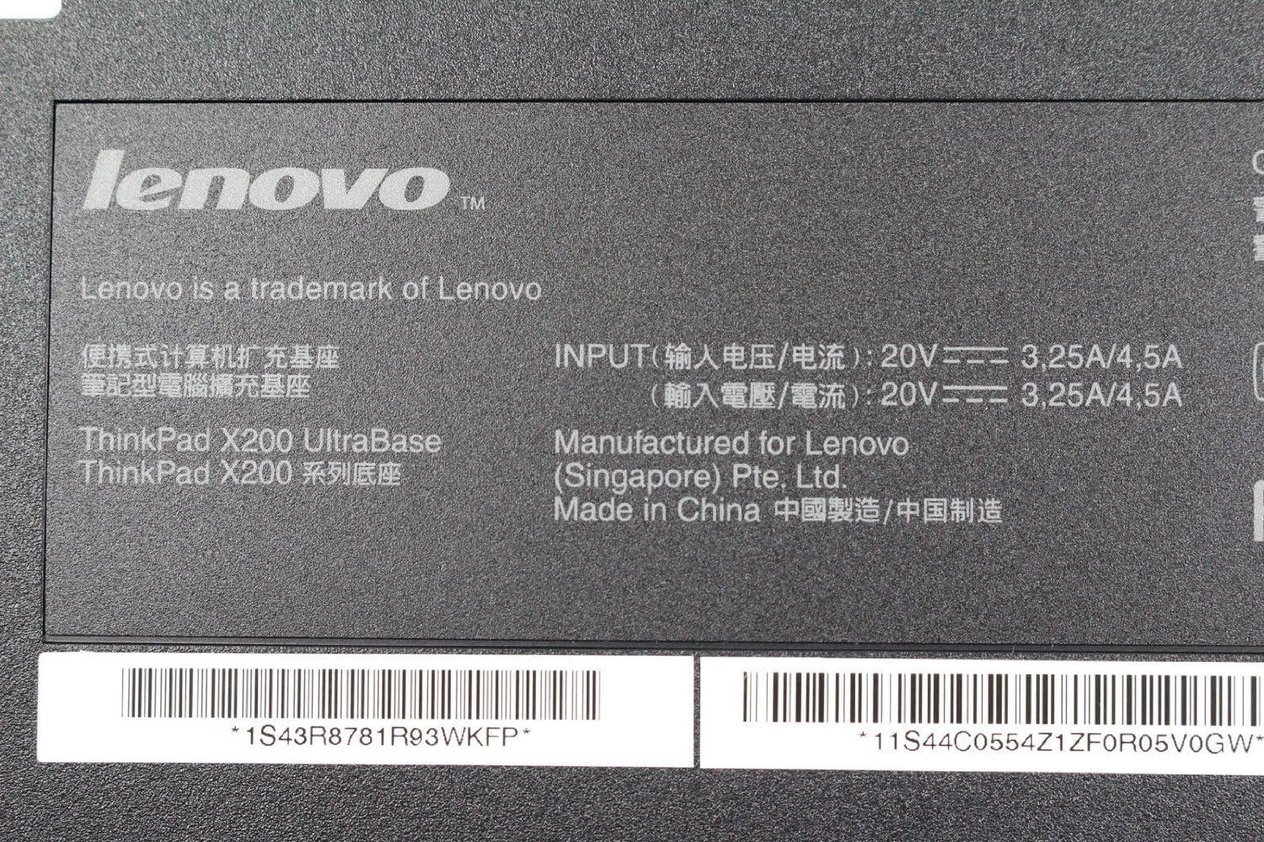 lenovo™
Lenovo is a trademark of Lenovo
便携式计算机扩充基座
筆記型電腦擴充基座
ThinkPad X200 UltraBase
ThinkPad X200 系列底座
INPUT(输入电压/电流): 20V 3,25A/4,5A
(輸入電壓/電流): 20V 3,25A/4,5A
Manufactured for Lenovo
(Singapore) Pte. Ltd.
Made in China 中國製造/中国制造
*1S43R8781R93WKFP*
*11S44C0554Z1ZF0R05V0GW*